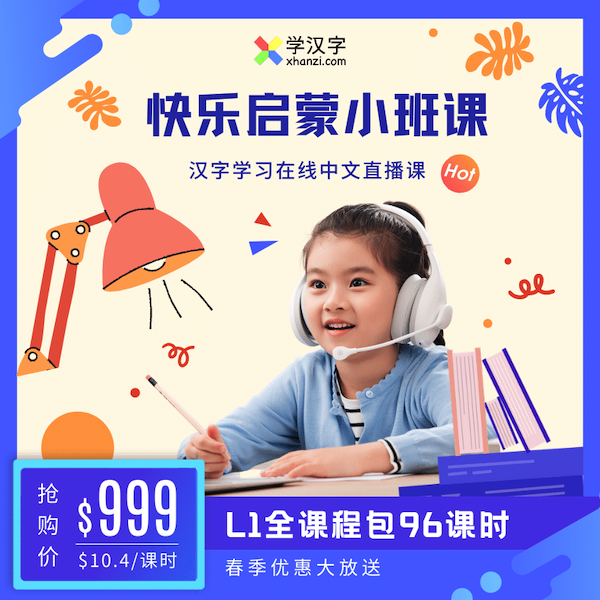 学汉字
xhanzi.com
快乐启蒙小班课
汉字学习在线中文直播课
Hot
抢购价
$999
$10.4/课时
L1全课程包96课时
春季优惠大放送